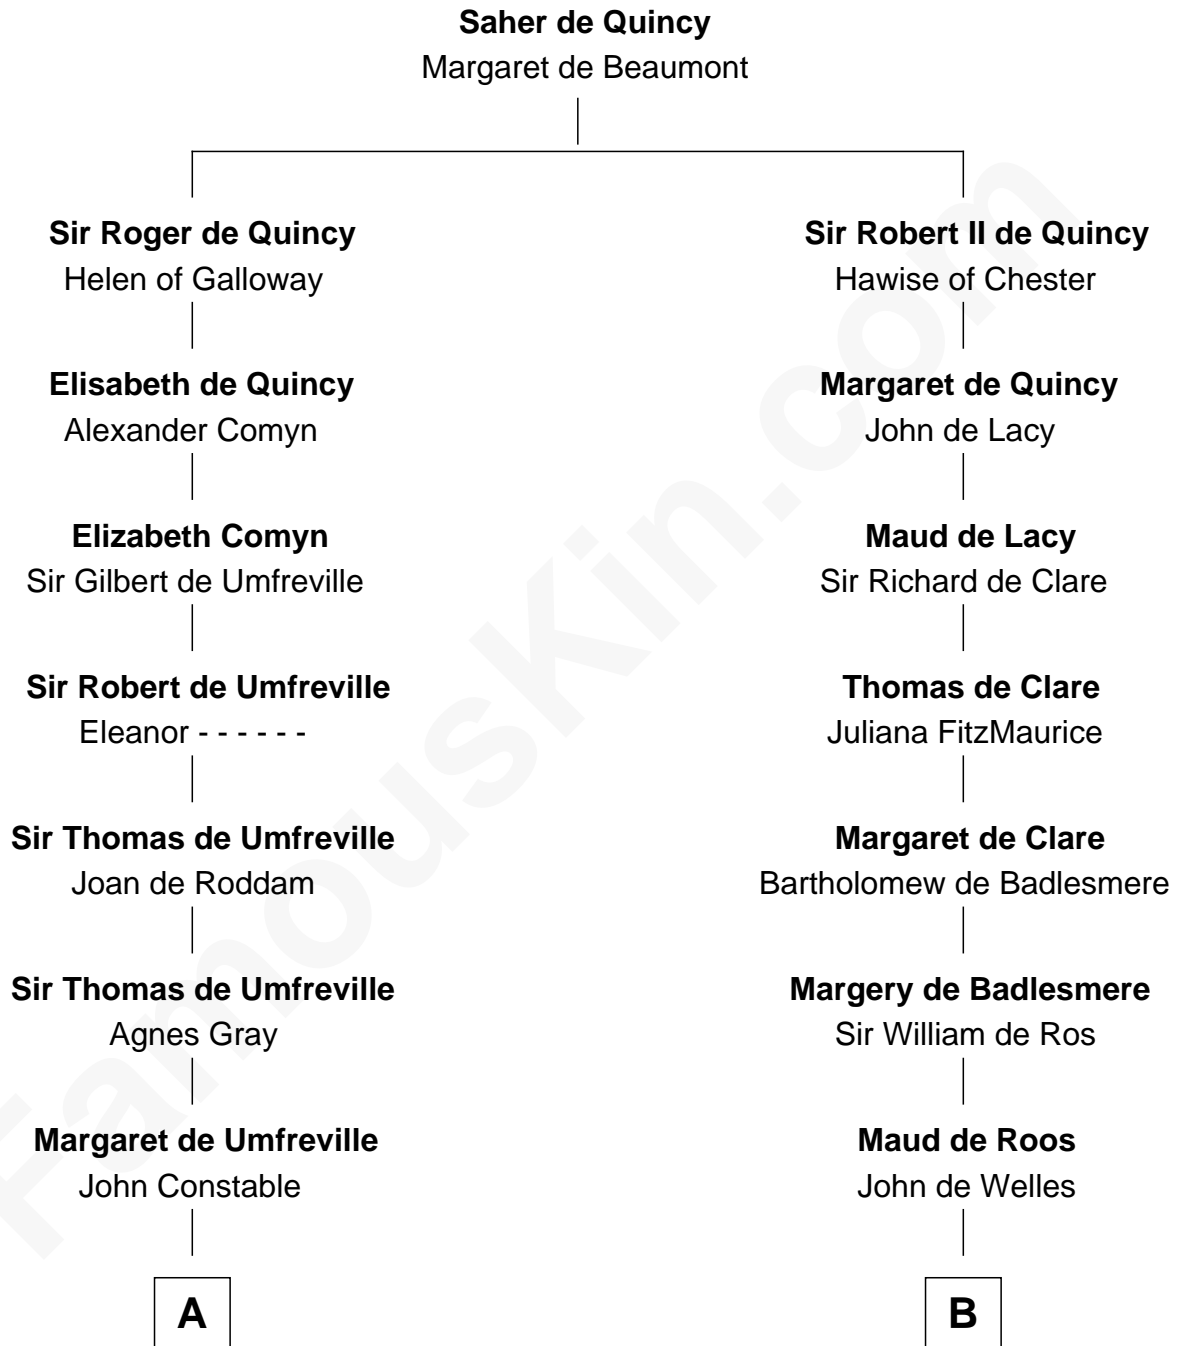 Saher de Quincy
Margaret de Beaumont
Sir Roger de Quincy
Helen of Galloway
Elisabeth de Quincy
Alexander Comyn
Elizabeth Comyn
Sir Gilbert de Umfreville
Sir Robert de Umfreville
Eleanor - - - - - -
Sir Thomas de Umfreville
Joan de Roddam
Sir Thomas de Umfreville
Agnes Gray
Margaret de Umfreville
John Constable
A
Sir Robert II de Quincy
Hawise of Chester
Margaret de Quincy
John de Lacy
Maud de Lacy
Sir Richard de Clare
Thomas de Clare
Juliana FitzMaurice
Margaret de Clare
Bartholomew de Badlesmere
Margery de Badlesmere
Sir William de Ros
Maud de Roos
John de Welles
B
FamousKin.com